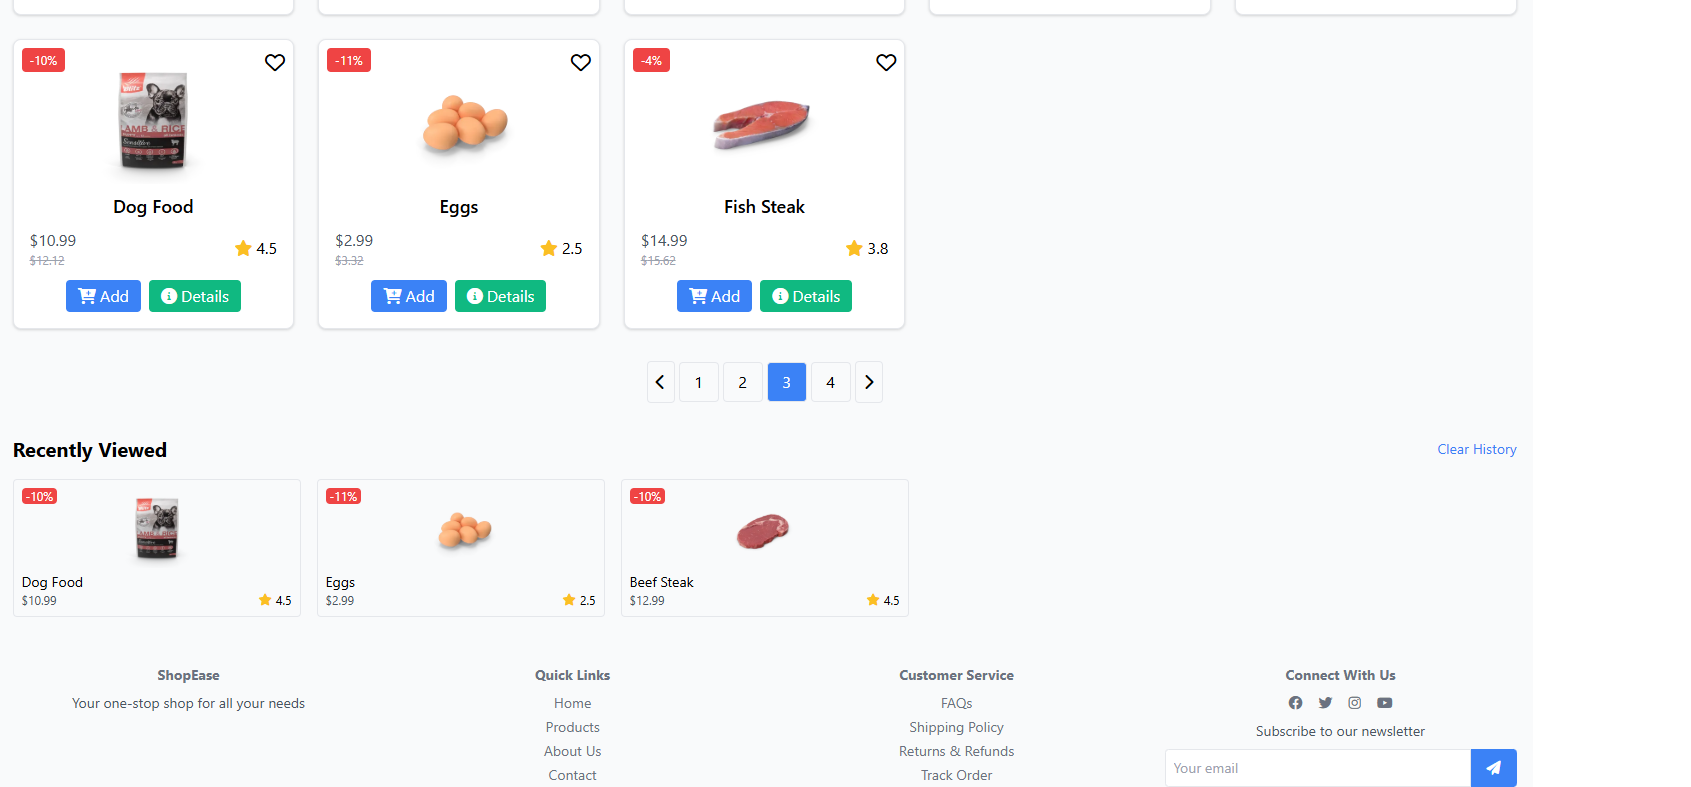 -10%
-11%
-4%
LAMB & RICE
Sensitive
Dog Food
Eggs
Fish Steak
$10.99
$12.12
4.5
$2.99
$3.32
2.5
$14.99
$15.62
3.8
Add
Details
Add
Details
Add
Details
1
2
3
4
Recently Viewed
Clear History
-10%
-11%
-10%
LAMB & RICE
Dog Food
$10.99
4.5
Eggs
$2.99
2.5
Beef Steak
$12.99
4.5
ShopEase
Your one-stop shop for all your needs
Quick Links
Home
Products
About Us
Contact
Customer Service
FAQs
Shipping Policy
Returns & Refunds
Track Order
Connect With Us
Subscribe to our newsletter
Your email